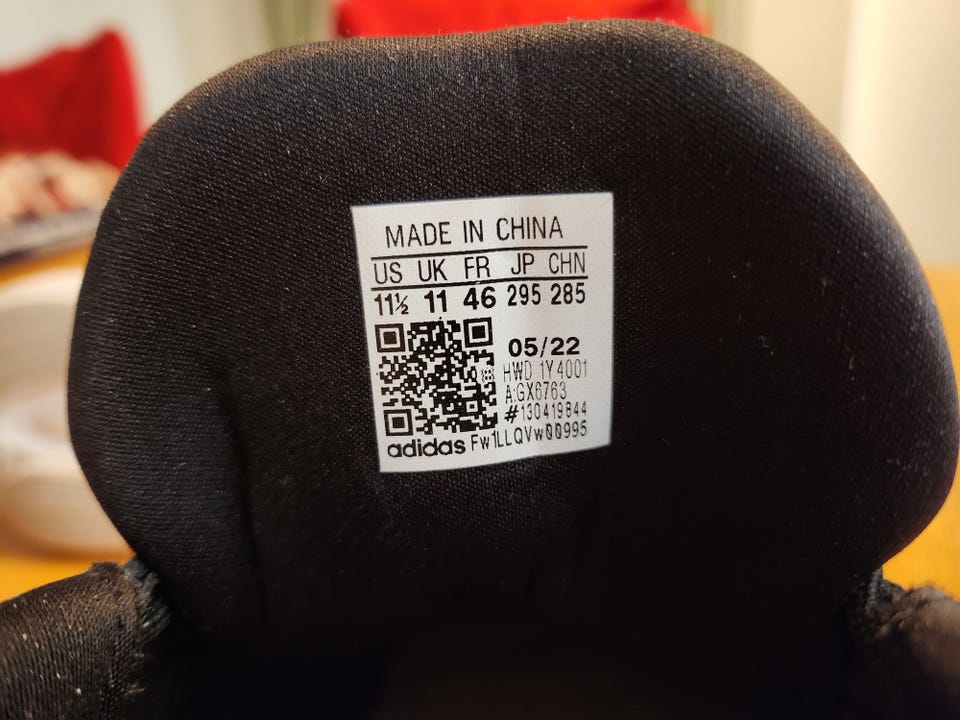 MADE IN CHINA
US UK FR JP CHN
11½ 11 46 295 285
05/22
HWD 1Y4001
A:GX6763
#130419844
adidas Fw1LLQVw00995